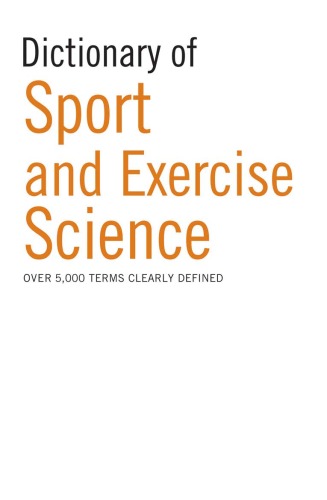 Dictionary of
Sport
and Exercise
Science
OVER 5,000 TERMS CLEARLY DEFINED